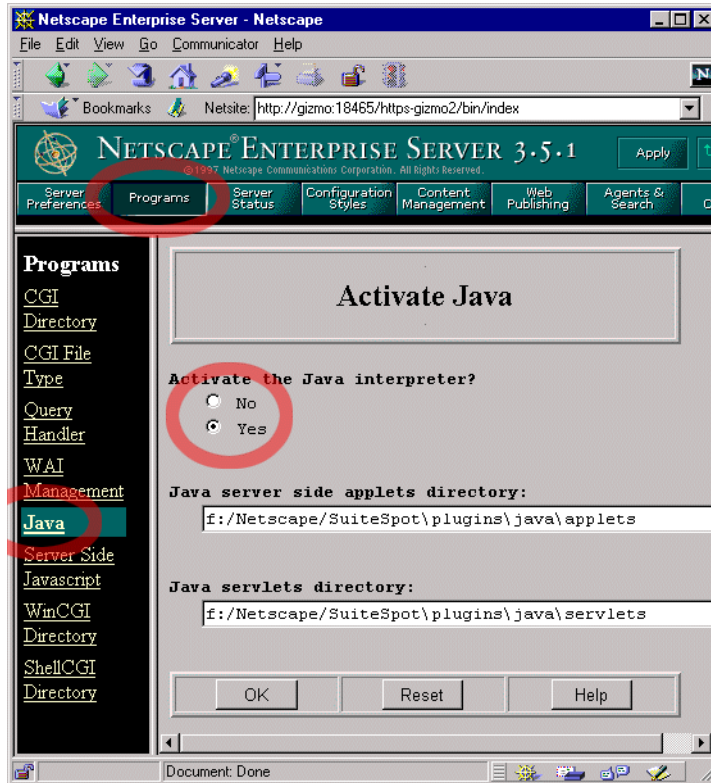 Netscape Enterprise Server - Netscape
File Edit View Go Communicator Help
Bookmarks Netsite: http://gizmo:18465/https-gizmo2/bin/index
N
NETSCAPE® ENTERPRISE SERVER 3.5.1
Apply
©1997 Netscape Communications Corporation. All Rights Reserved.
Server Preferences
Programs
Server Status
Configuration Styles
Content Management
Web Publishing
Agents & Search
Programs
CGI
Directory
CGI File
Type
Query
Handler
WAI
Management
Java
Server Side
Javascript
WinCGI
Directory
ShellCGI
Directory
Activate Java
Activate the Java interpreter?
No
Yes
Java server side applets directory:
f:/Netscape/SuiteSpot\plugins\java\applets
Java servlets directory:
f:/Netscape/SuiteSpot\plugins\java\servlets
OK Reset Help
Document: Done